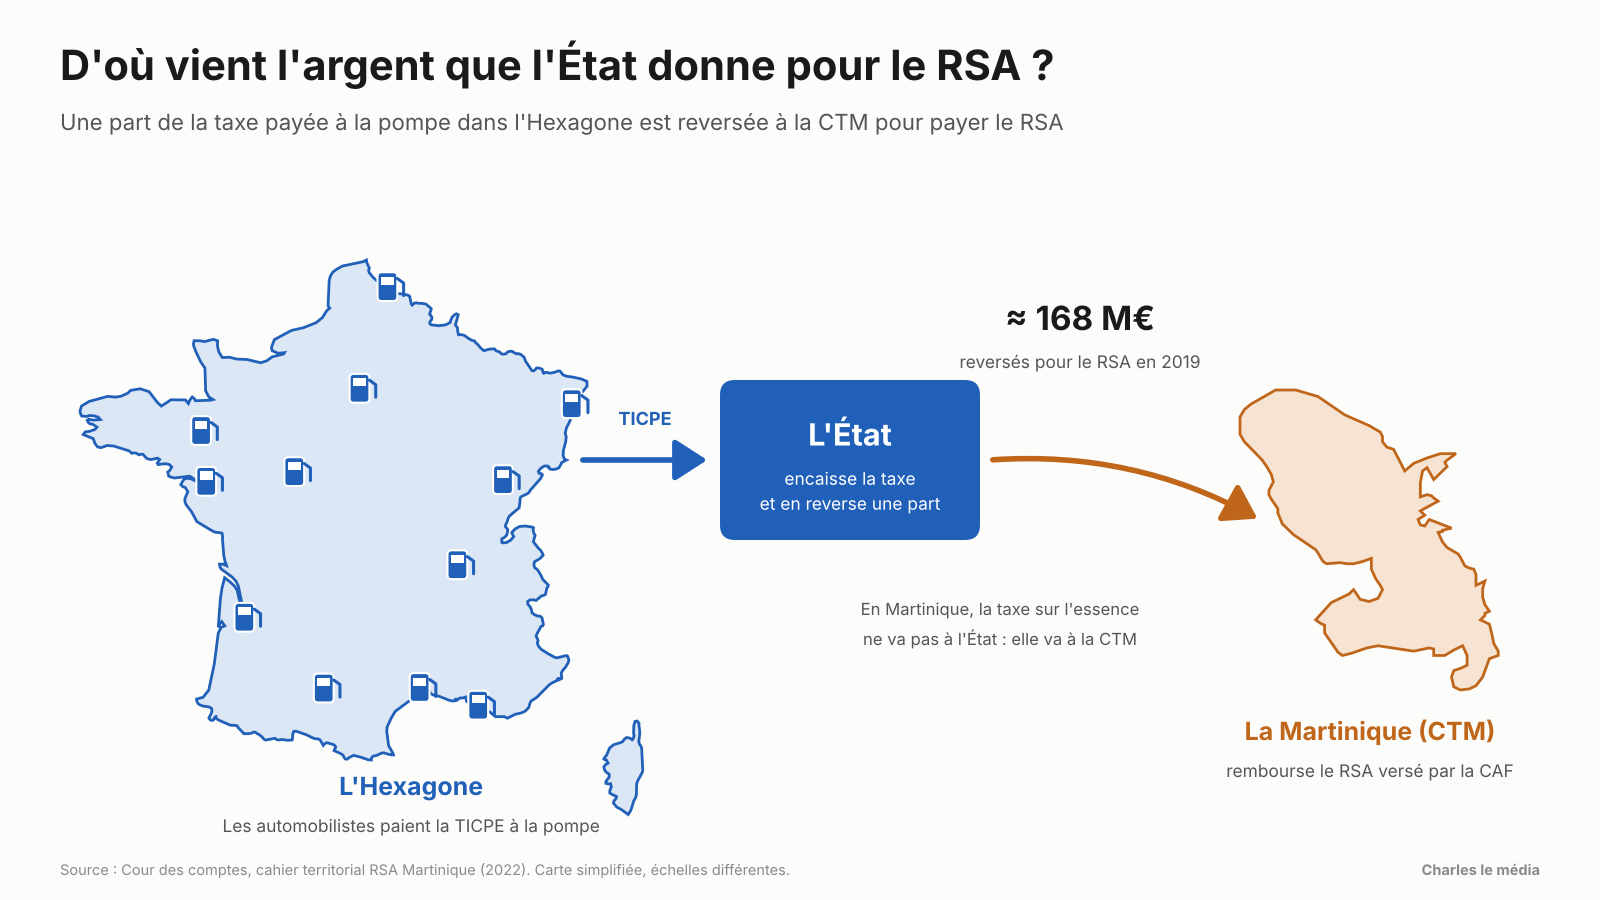 D'où vient l'argent que l'État donne pour le RSA ?
Une part de la taxe payée à la pompe dans l'Hexagone est reversée à la CTM pour payer le RSA
≈ 168 M€
reversés pour le RSA en 2019
TICPE
L'État
encaisse la taxe
et en reverse une part
En Martinique, la taxe sur l'essence
ne va pas à l'État : elle va à la CTM
La Martinique (CTM)
rembourse le RSA versé par la CAF
L'Hexagone
Les automobilistes paient la TICPE à la pompe
Source : Cour des comptes, cahier territorial RSA Martinique (2022). Carte simplifiée, échelles différentes.
Charles le média